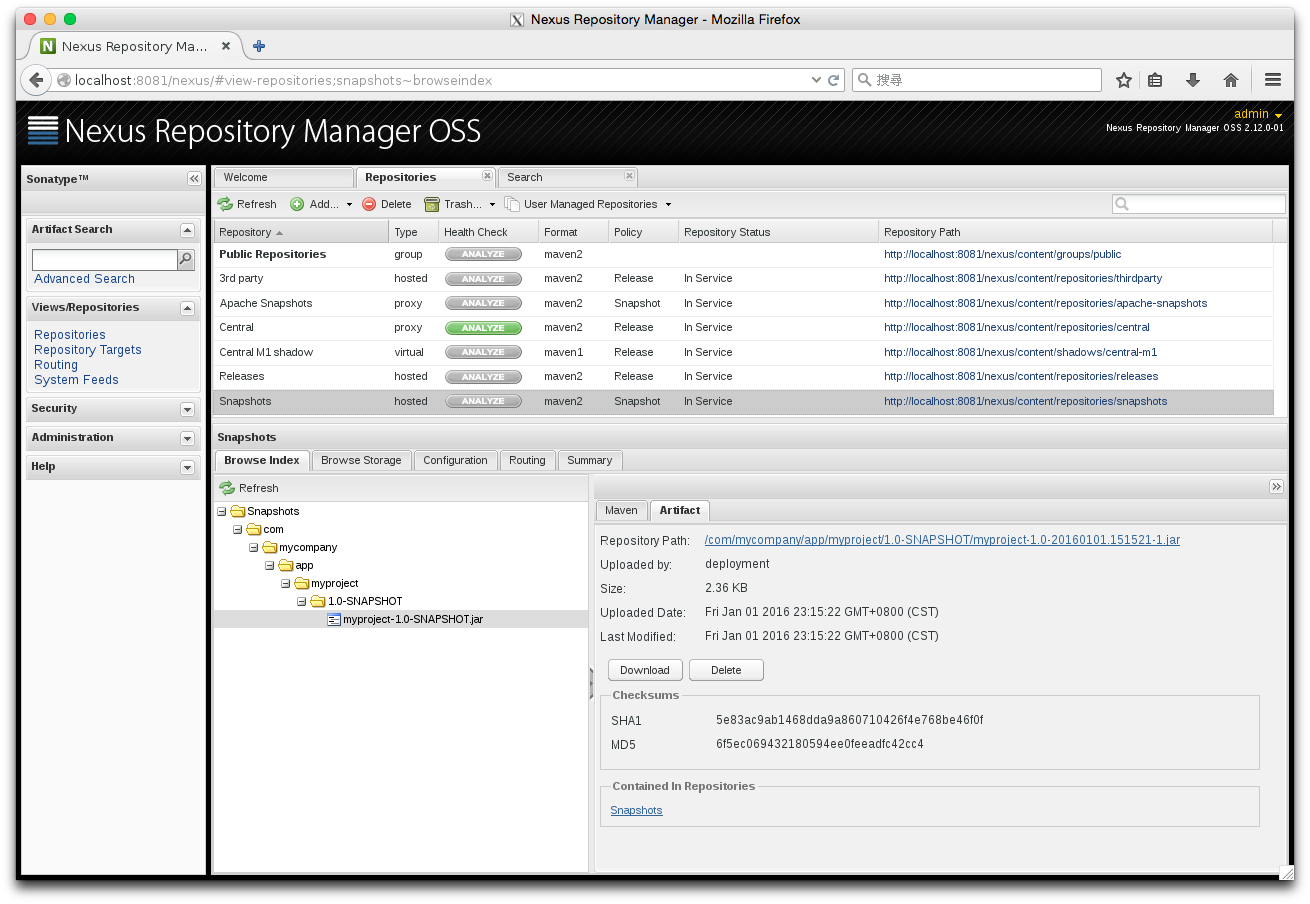 Nexus Repository Manager - Mozilla Firefox
Nexus Repository Ma...
localhost:8081/nexus/#view-repositories;snapshots~browseindex
搜尋
Nexus Repository Manager OSS
admin
Nexus Repository Manager OSS 2.12.0-01
Sonatype™
Artifact Search
Advanced Search
Views/Repositories
Repositories
Repository Targets
Routing
System Feeds
Security
Administration
Help
Welcome Repositories Search
Refresh Add... Delete Trash... User Managed Repositories
Repository Type Health Check Format Policy Repository Status Repository Path
Public Repositories group ANALYZE maven2 http://localhost:8081/nexus/content/groups/public
3rd party hosted ANALYZE maven2 Release In Service http://localhost:8081/nexus/content/repositories/thirdparty
Apache Snapshots proxy ANALYZE maven2 Snapshot In Service http://localhost:8081/nexus/content/repositories/apache-snapshots
Central proxy ANALYZE maven2 Release In Service http://localhost:8081/nexus/content/repositories/central
Central M1 shadow virtual ANALYZE maven1 Release In Service http://localhost:8081/nexus/content/shadows/central-m1
Releases hosted ANALYZE maven2 Release In Service http://localhost:8081/nexus/content/repositories/releases
Snapshots hosted ANALYZE maven2 Snapshot In Service http://localhost:8081/nexus/content/repositories/snapshots
Snapshots
Browse Index Browse Storage Configuration Routing Summary
Refresh
Snapshots
com
mycompany
app
myproject
1.0-SNAPSHOT
myproject-1.0-SNAPSHOT.jar
Maven Artifact
Repository Path: /com/mycompany/app/myproject/1.0-SNAPSHOT/myproject-1.0-20160101.151521-1.jar
Uploaded by: deployment
Size: 2.36 KB
Uploaded Date: Fri Jan 01 2016 23:15:22 GMT+0800 (CST)
Last Modified: Fri Jan 01 2016 23:15:22 GMT+0800 (CST)
Download Delete
Checksums
SHA1 5e83ac9ab1468dda9a860710426f4e768be46f0f
MD5 6f5ec069432180594ee0feeadfc42cc4
Contained In Repositories
Snapshots